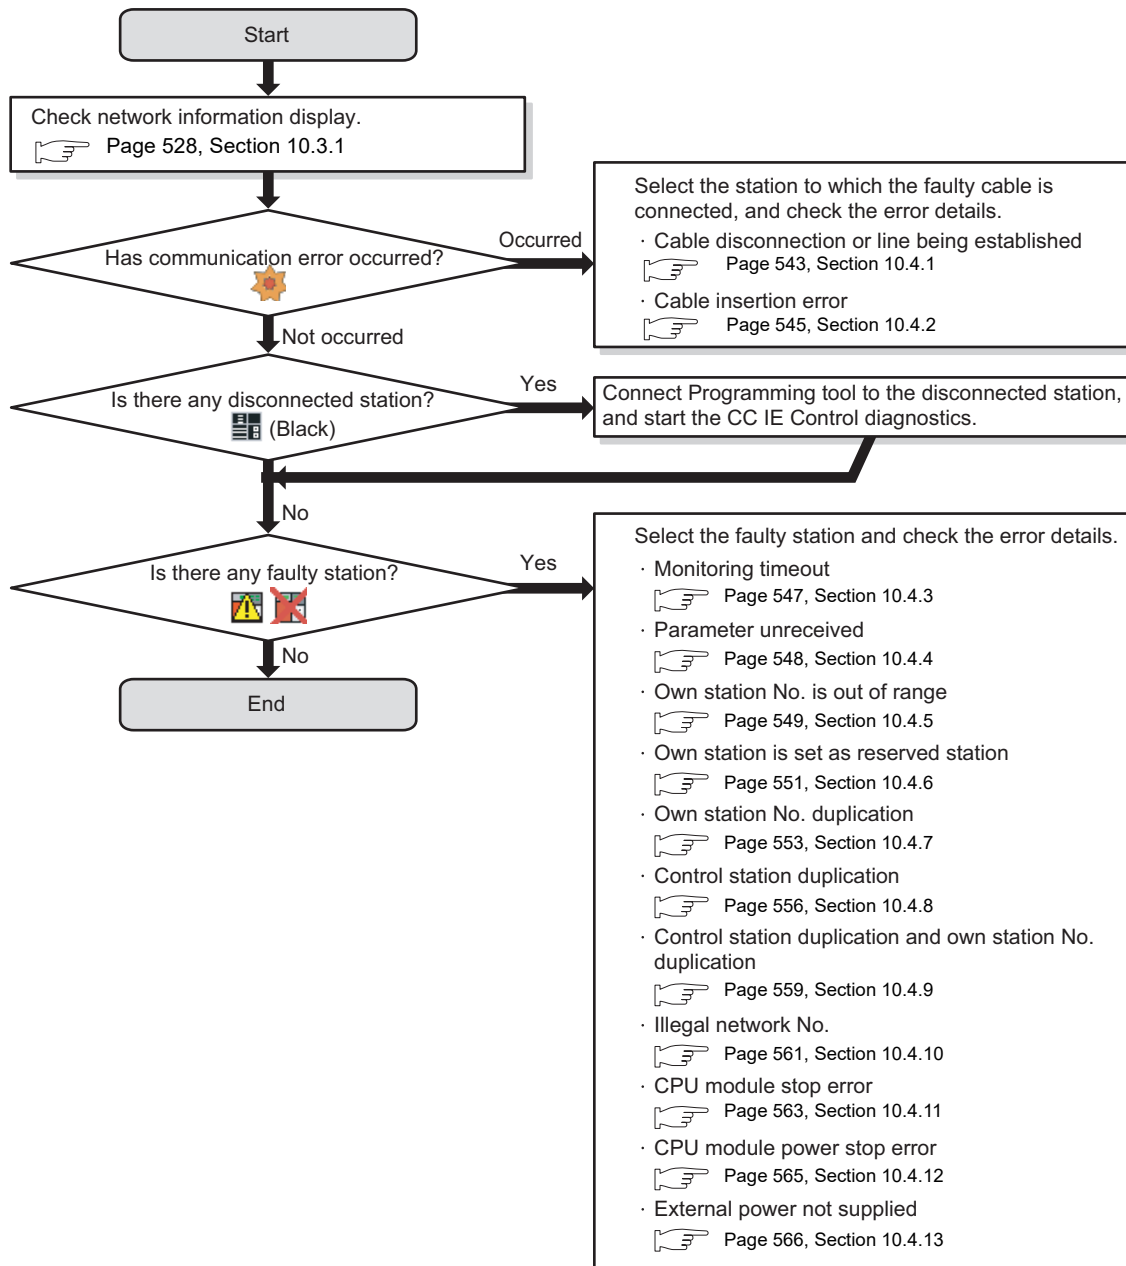 Start
Check network information display.
Page 528, Section 10.3.1
Has communication error occurred?
Occurred
Select the station to which the faulty cable is
connected, and check the error details.
· Cable disconnection or line being established
Page 543, Section 10.4.1
· Cable insertion error
Page 545, Section 10.4.2
Not occurred
Is there any disconnected station?
(Black)
Yes
Connect Programming tool to the disconnected station,
and start the CC IE Control diagnostics.
No
Is there any faulty station?
Yes
Select the faulty station and check the error details.
· Monitoring timeout
Page 547, Section 10.4.3
· Parameter unreceived
Page 548, Section 10.4.4
· Own station No. is out of range
Page 549, Section 10.4.5
· Own station is set as reserved station
Page 551, Section 10.4.6
· Own station No. duplication
Page 553, Section 10.4.7
· Control station duplication
Page 556, Section 10.4.8
· Control station duplication and own station No.
duplication
Page 559, Section 10.4.9
· Illegal network No.
Page 561, Section 10.4.10
· CPU module stop error
Page 563, Section 10.4.11
· CPU module power stop error
Page 565, Section 10.4.12
· External power not supplied
Page 566, Section 10.4.13
No
End